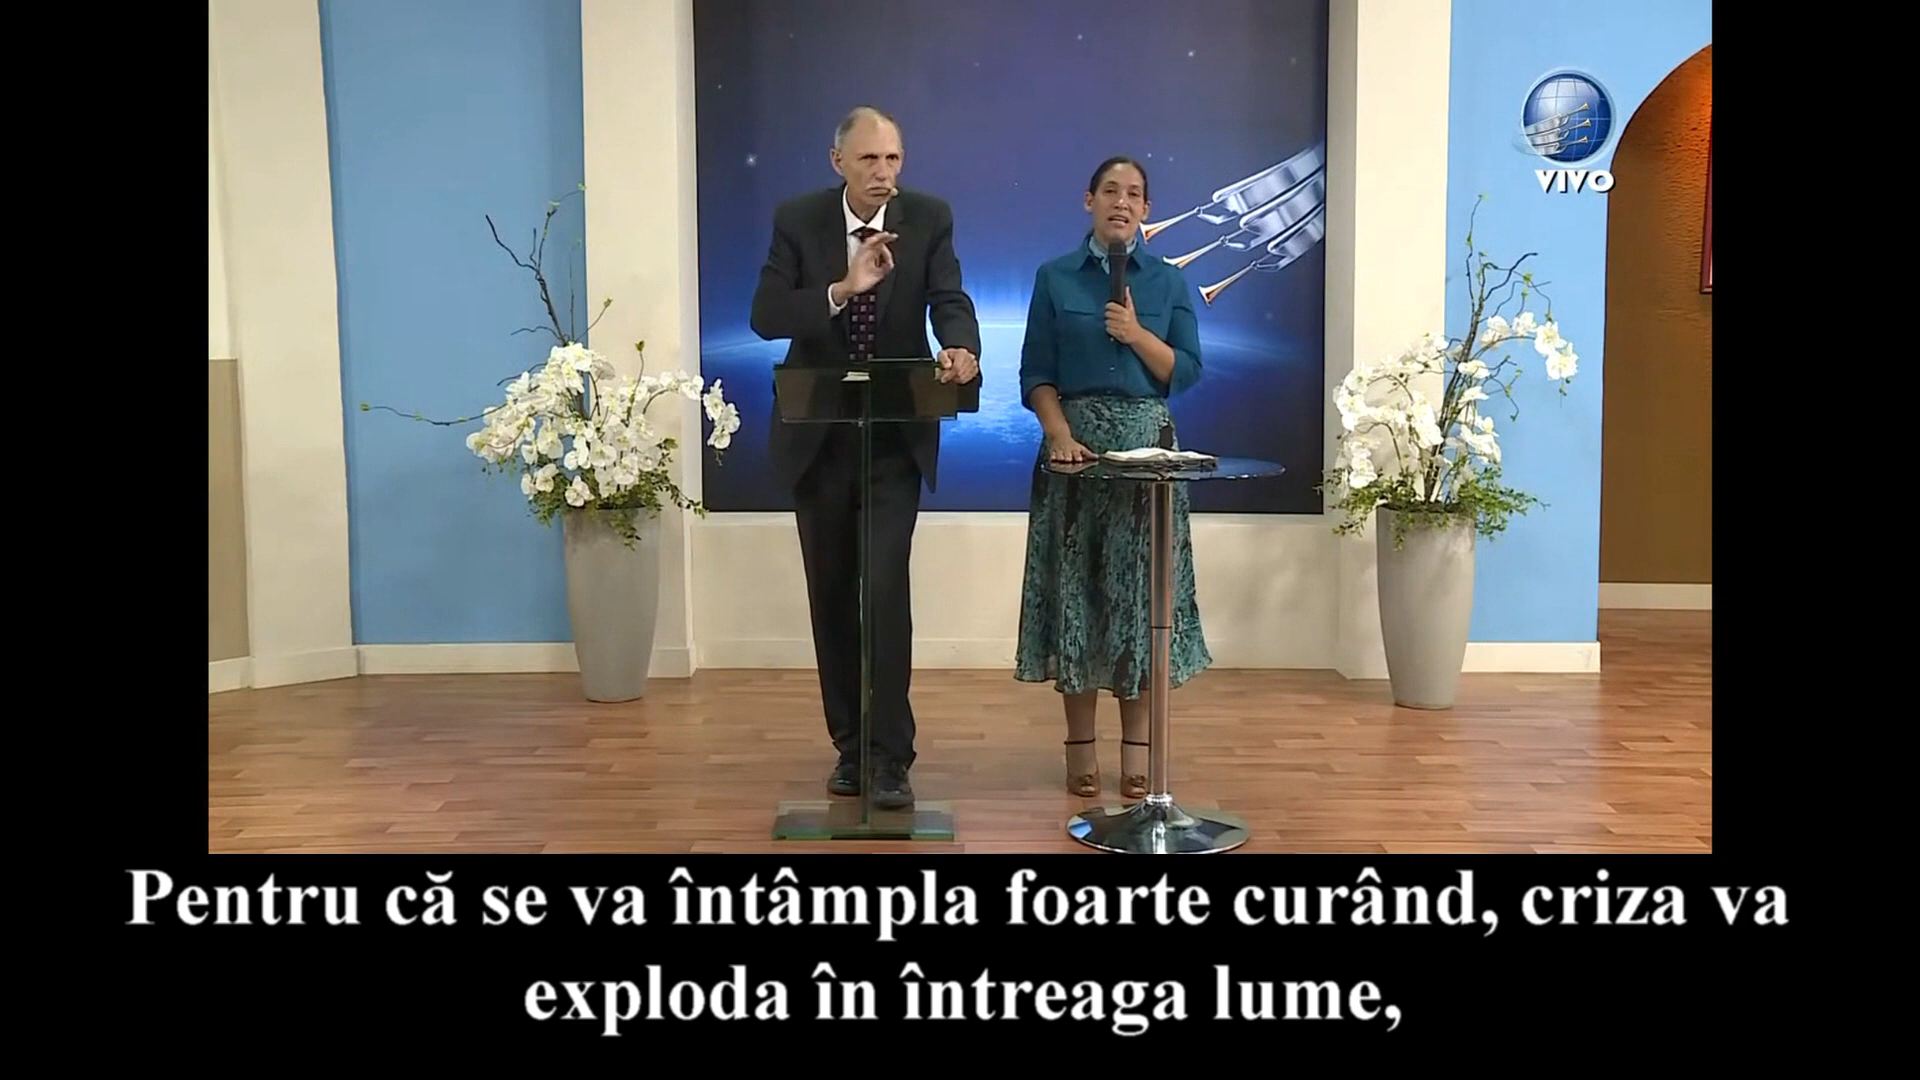 VIVO
Pentru că se va întâmpla foarte curând, criza va
exploda în întreaga lume,